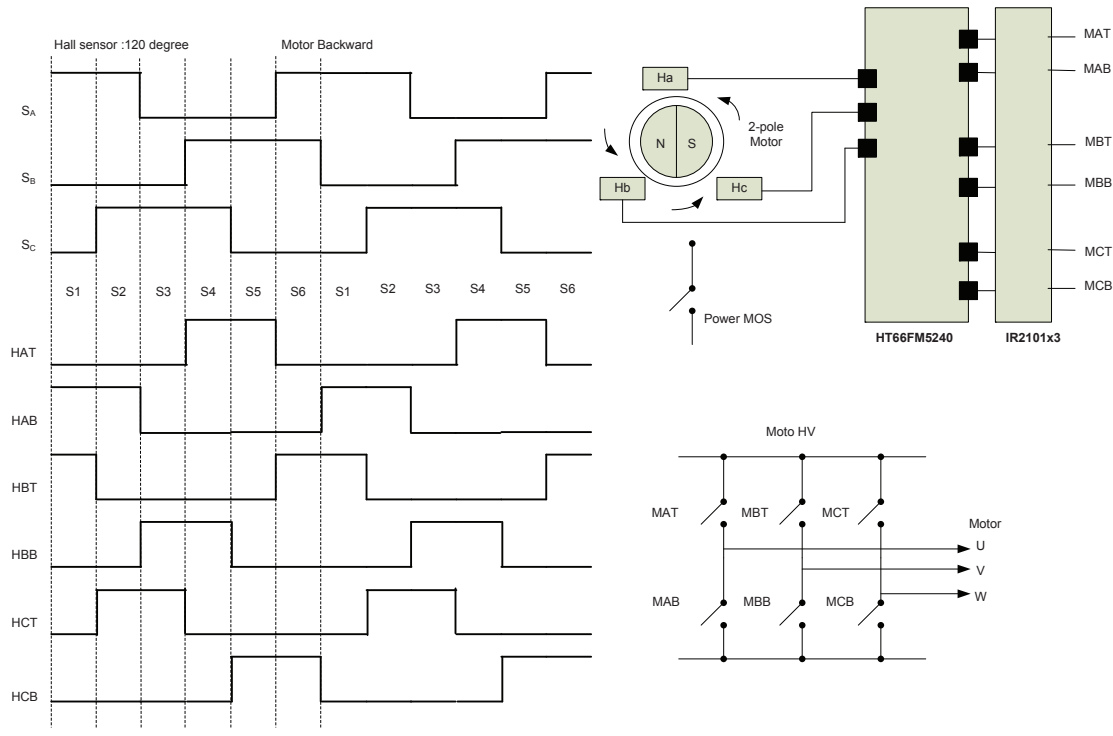 Hall sensor :120 degree
Motor Backward
SA
SB
SC
S1 S2 S3 S4 S5 S6 S1 S2 S3 S4 S5 S6
HAT
HAB
HBT
HBB
HCT
HCB
Ha
N S
2-pole
Motor
Hb
Hc
Power MOS
MAT
MAB
MBT
MBB
MCT
MCB
HT66FM5240
IR2101x3
Moto HV
MAT MBT MCT
Motor
U
V
W
MAB MBB MCB